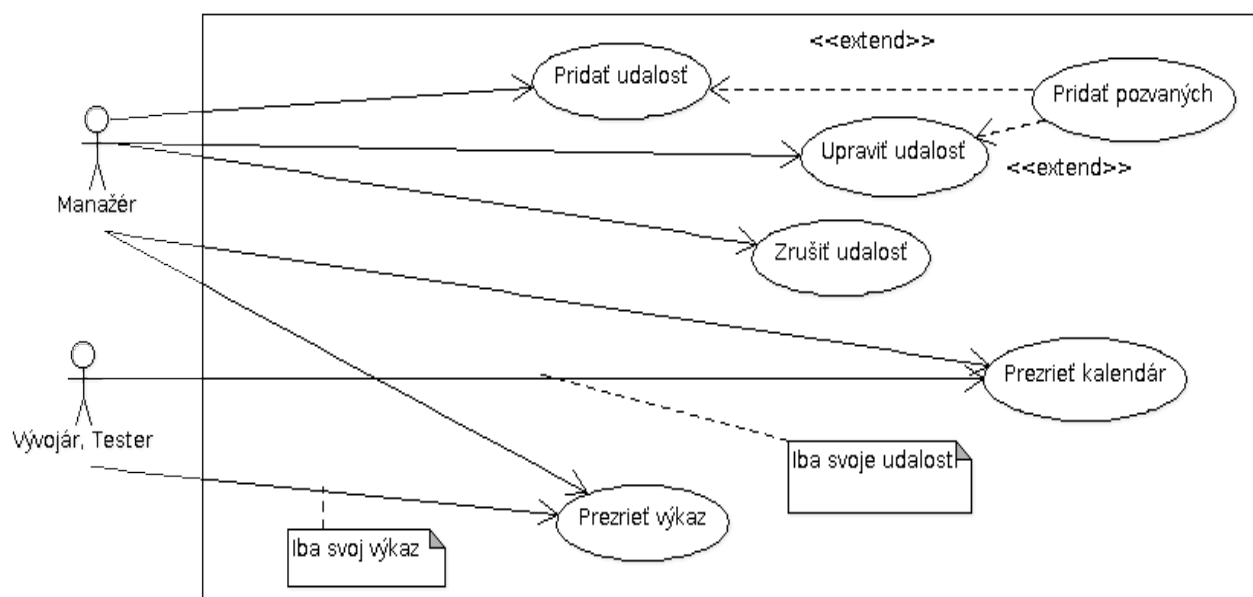 <<extend>>
Pridať udalosť
Pridať pozvaných
Upraviť udalosť
<<extend>>
Manažér
Zrušiť udalosť
Prezrieť kalendár
Vývojár, Tester
Iba svoje udalosti
Prezrieť výkaz
Iba svoj výkaz